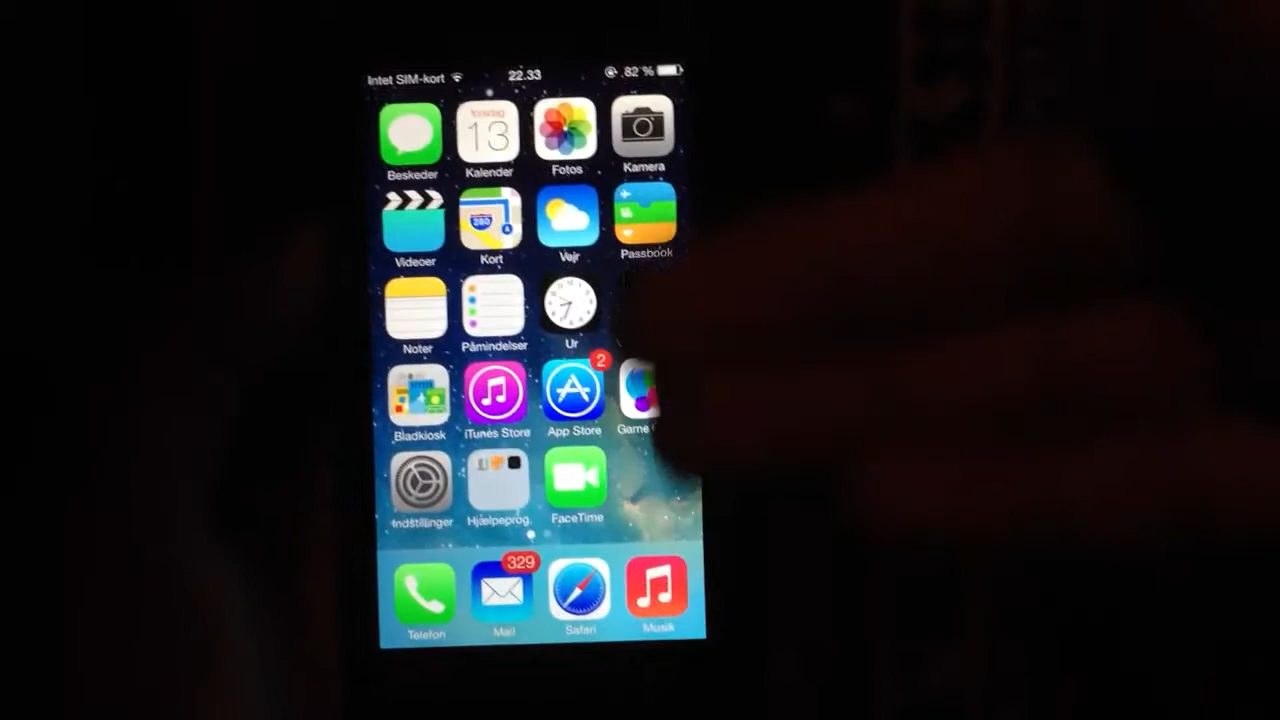 Intet SIM-kort 22.33 82 %
torsdag
13
Beskeder Kalender Fotos Kamera
280
Videoer Kort Vejr Passbook
Noter Påmindelser Ur
2
Bladkiosk iTunes Store App Store Game
Indstillinger Hjælpeprog. FaceTime
329
Telefon Mail Safari Musik